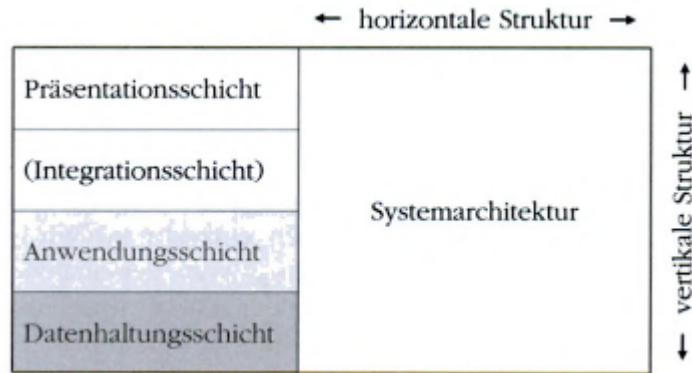 ← horizontale Struktur →
Präsentationsschicht
(Integrationsschicht)
Anwendungsschicht
Datenhaltungsschicht
Systemarchitektur
← vertikale Struktur →